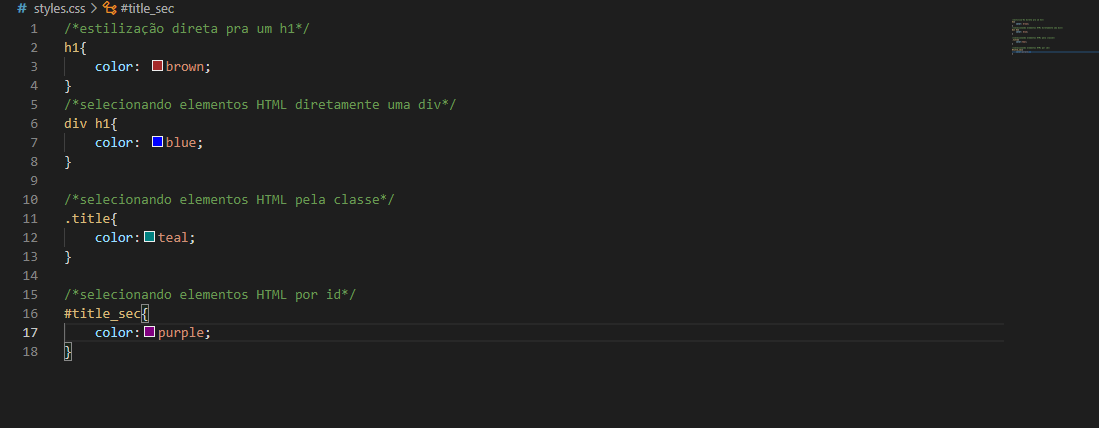 # styles.css > #title_sec
1 /*estilização direta pra um h1*/
2 h1{
3 color: brown;
4 }
5 /*selecionando elementos HTML diretamente uma div*/
6 div h1{
7 color: blue;
8 }
9
10 /*selecionando elementos HTML pela classe*/
11 .title{
12 color: teal;
13 }
14
15 /*selecionando elementos HTML por id*/
16 #title_sec{
17 color: purple;
18 }